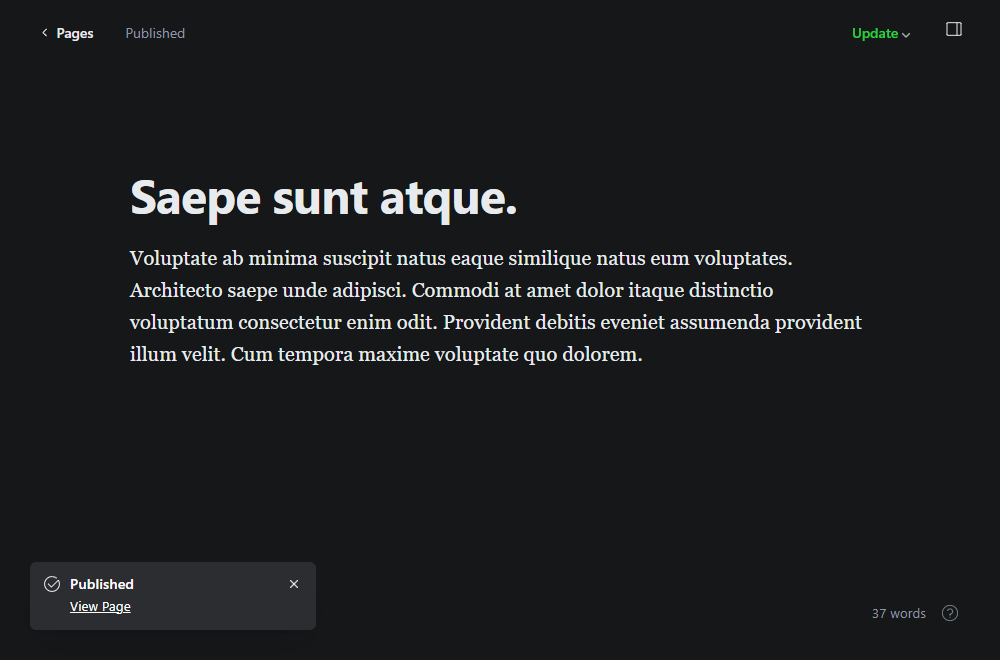 Pages
Published
Update
Saepe sunt atque.
Voluptate ab minima suscipit natus eaque similique natus eum voluptates.
Architecto saepe unde adipisci. Commodi at amet dolor itaque distinctio
voluptatum consectetur enim odit. Provident debitis eveniet assumenda provident
illum velit. Cum tempora maxime voluptate quo dolorem.
Published
View Page
37 words
?